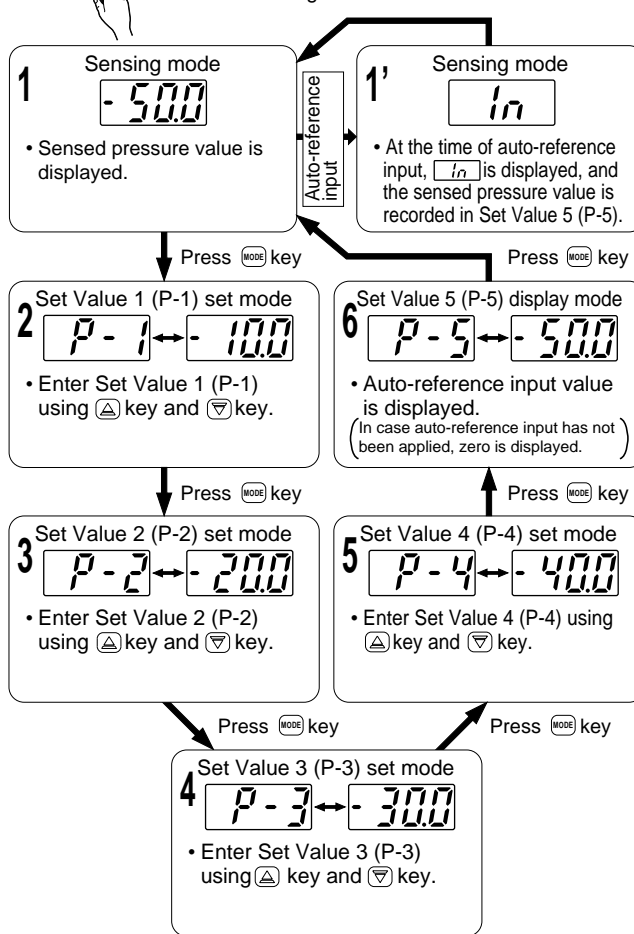 1
Sensing mode
- 50.0
• Sensed pressure value is
displayed.
Auto-reference
input
1’
Sensing mode
In
• At the time of auto-reference
input, In is displayed, and
the sensed pressure value is
recorded in Set Value 5 (P-5).
Press MODE key
Press MODE key
2
Set Value 1 (P-1) set mode
P - 1 - 10.0
• Enter Set Value 1 (P-1)
using key and key.
6
Set Value 5 (P-5) display mode
P - 5 - 50.0
• Auto-reference input value
is displayed.
(In case auto-reference input has not
been applied, zero is displayed.)
Press MODE key
Press MODE key
3
Set Value 2 (P-2) set mode
P - 2 - 20.0
• Enter Set Value 2 (P-2)
using key and key.
5
Set Value 4 (P-4) set mode
P - 4 - 40.0
• Enter Set Value 4 (P-4) using
key and key.
Press MODE key
Press MODE key
4
Set Value 3 (P-3) set mode
P - 3 - 30.0
• Enter Set Value 3 (P-3)
using key and key.